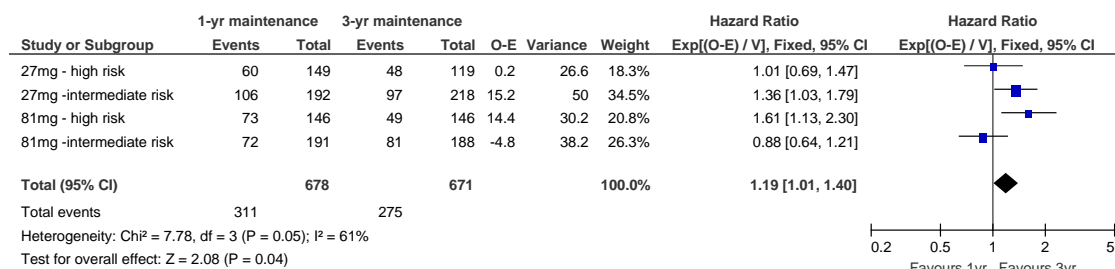 1-yr maintenance 3-yr maintenance Hazard Ratio Hazard Ratio
Study or Subgroup Events Total Events Total O-E Variance Weight Exp[(O-E) / V], Fixed, 95% CI Exp[(O-E) / V], Fixed, 95% CI
27mg - high risk 60 149 48 119 0.2 26.6 18.3% 1.01 [0.69, 1.47]
27mg -intermediate risk 106 192 97 218 15.2 50 34.5% 1.36 [1.03, 1.79]
81mg - high risk 73 146 49 146 14.4 30.2 20.8% 1.61 [1.13, 2.30]
81mg -intermediate risk 72 191 81 188 -4.8 38.2 26.3% 0.88 [0.64, 1.21]
Total (95% CI) 678 671 100.0% 1.19 [1.01, 1.40]
Total events 311 275
Heterogeneity: Chi² = 7.78, df = 3 (P = 0.05); I² = 61%
Test for overall effect: Z = 2.08 (P = 0.04)
0.2 0.5 1 2 5
Favours 1yr Favours 3yr